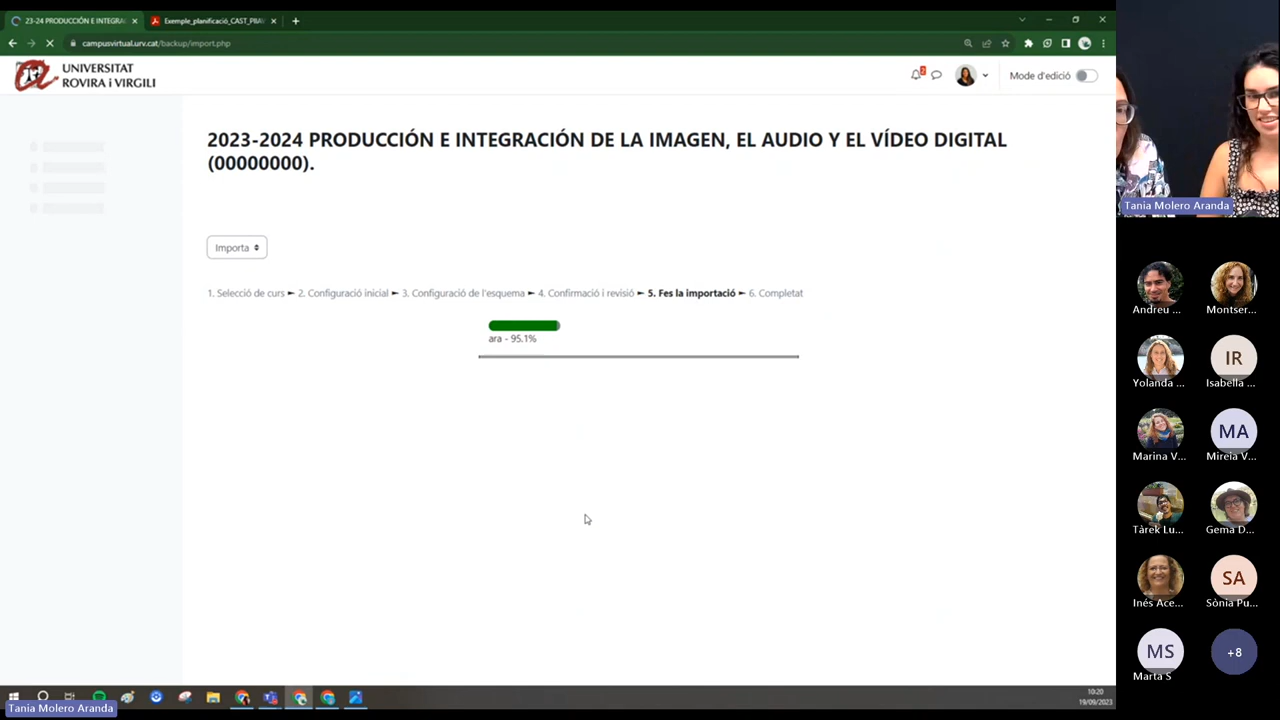 23-24 PRODUCCIÓN E INTEGRA
Exemple_planificació_CAST_PIIAV
campusvirtual.urv.cat/backup/import.php
UNIVERSITAT
ROVIRA i VIRGILI
2
Mode d'edició
2023-2024 PRODUCCIÓN E INTEGRACIÓN DE LA IMAGEN, EL AUDIO Y EL VÍDEO DIGITAL
(00000000).
Importa
1. Selecció de curs ► 2. Configuració inicial ► 3. Configuració de l'esquema ► 4. Confirmació i revisió ► 5. Fes la importació ► 6. Completat
ara - 95.1%
10:20
19/09/2023
Tania Molero Aranda
Tania Molero Aranda
Andreu ...
Montser...
Yolanda ...
IR
Isabella ...
Marina V...
MA
Mireia V...
Tàrek Lu...
Gema D...
Inés Ace...
SA
Sònia Pu...
MS
Marta S
+8